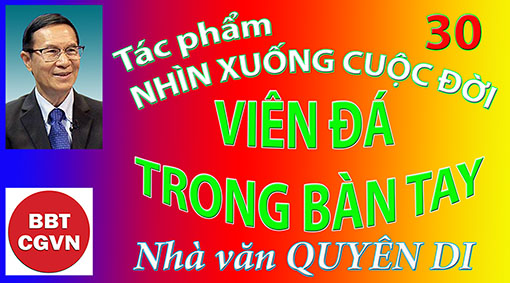 Tác phẩm
30
NHÌN XUỐNG CUỘC ĐỜI
VIÊN ĐÁ
TRONG BÀN TAY
BBT
CGVN
Nhà văn QUYÊN DI